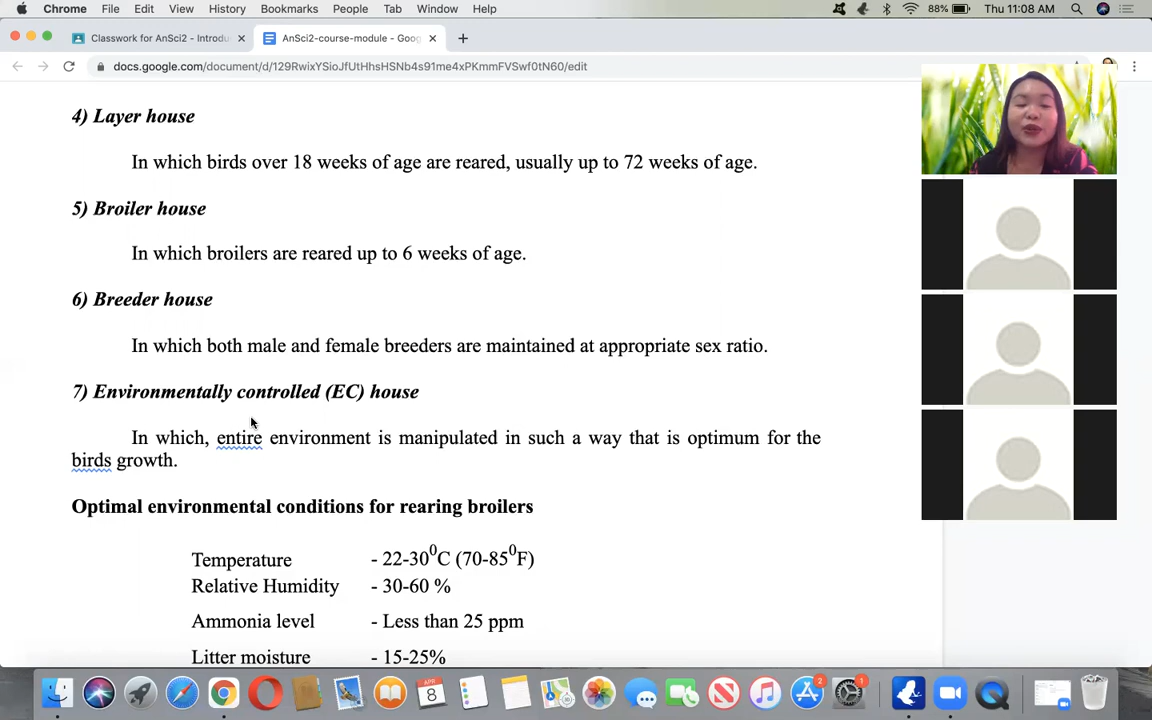 Chrome File Edit View History Bookmarks People Tab Window Help 88% Thu 11:08 AM
Classwork for AnSci2 - Introdu AnSci2-course-module - Goog
docs.google.com/document/d/129RwixYSioJfUtHhsHSNb4s91me4xPKmmFVSwf0tN60/edit
4) Layer house
In which birds over 18 weeks of age are reared, usually up to 72 weeks of age.
5) Broiler house
In which broilers are reared up to 6 weeks of age.
6) Breeder house
In which both male and female breeders are maintained at appropriate sex ratio.
7) Environmentally controlled (EC) house
In which, entire environment is manipulated in such a way that is optimum for the
birds growth.
Optimal environmental conditions for rearing broilers
Temperature - 22-30⁰C (70-85⁰F)
Relative Humidity - 30-60 %
Ammonia level - Less than 25 ppm
Litter moisture - 15-25%
APR
8
2
1